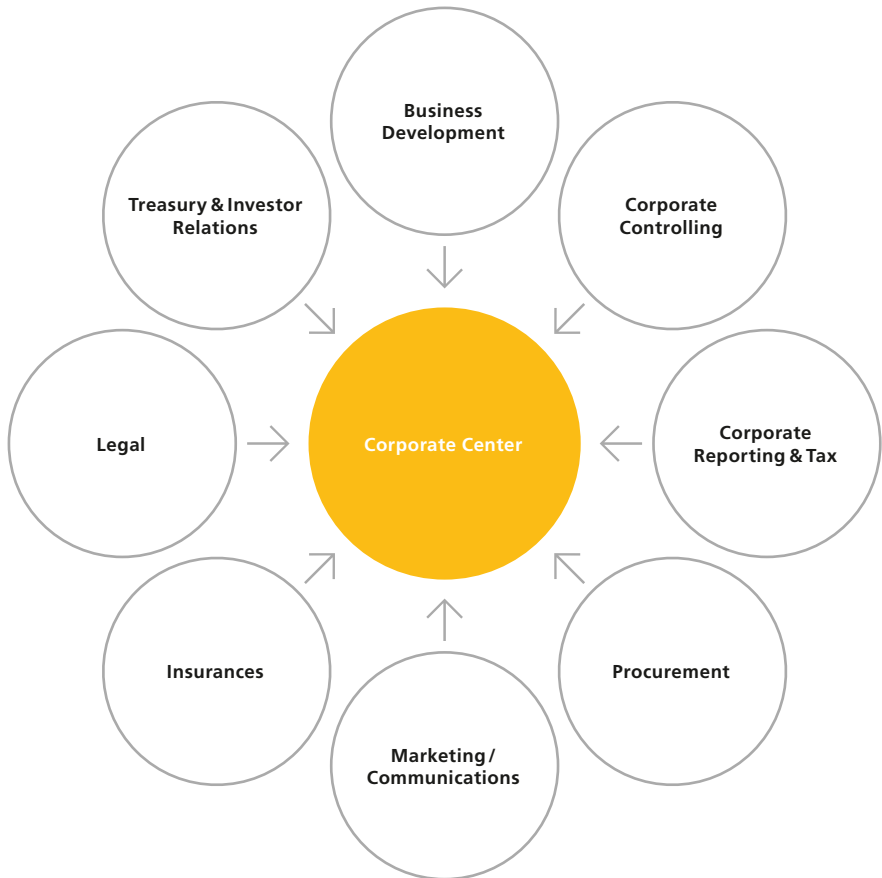 Business
Development
Treasury & Investor
Relations
Corporate
Controlling
Legal
Corporate Center
Corporate
Reporting & Tax
Insurances
Procurement
Marketing /
Communications